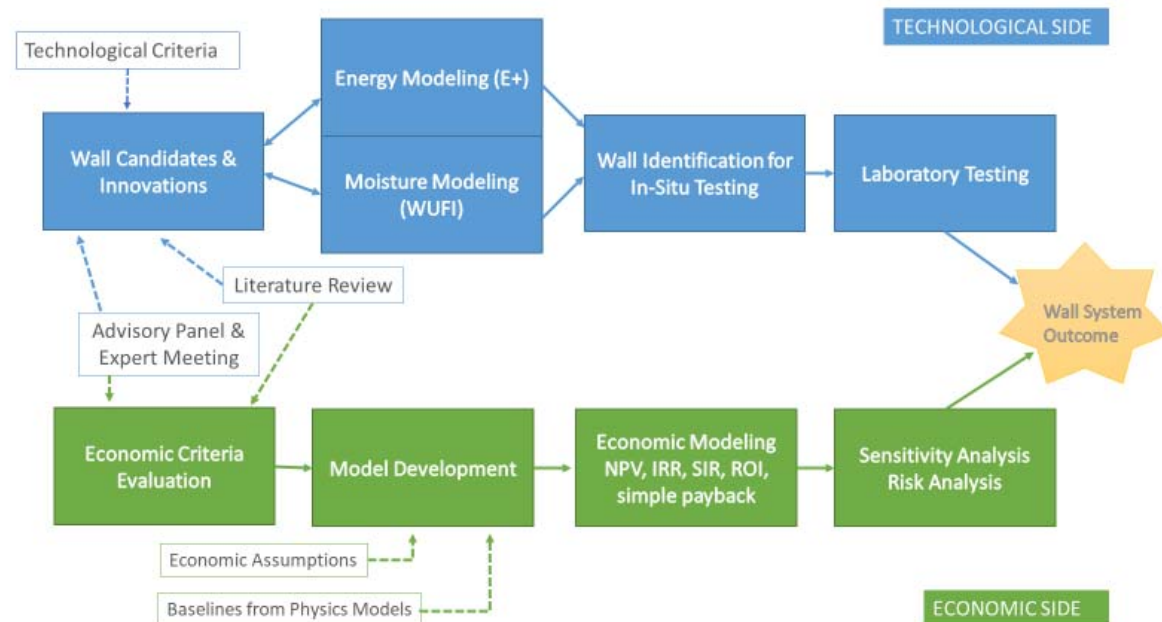 TECHNOLOGICAL SIDE
Technological Criteria
Energy Modeling (E+)
Wall Candidates &
Innovations
Moisture Modeling
(WUFI)
Wall Identification for
In-Situ Testing
Laboratory Testing
Literature Review
Advisory Panel &
Expert Meeting
Wall System
Outcome
Economic Criteria
Evaluation
Model Development
Economic Modeling
NPV, IRR, SIR, ROI,
simple payback
Sensitivity Analysis
Risk Analysis
Economic Assumptions
Baselines from Physics Models
ECONOMIC SIDE